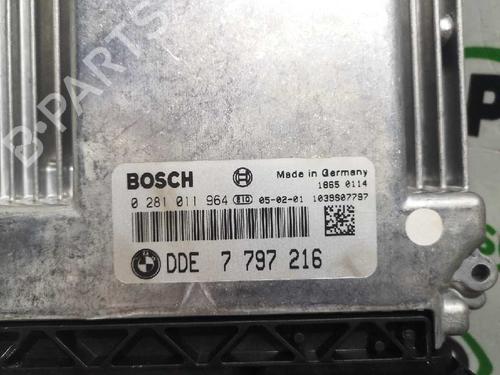 B-PARTS
BOSCH
Made in Germany
1865 0114
0 281 011 964 810 05-02-01 1039S07797
DDE 7 797 216